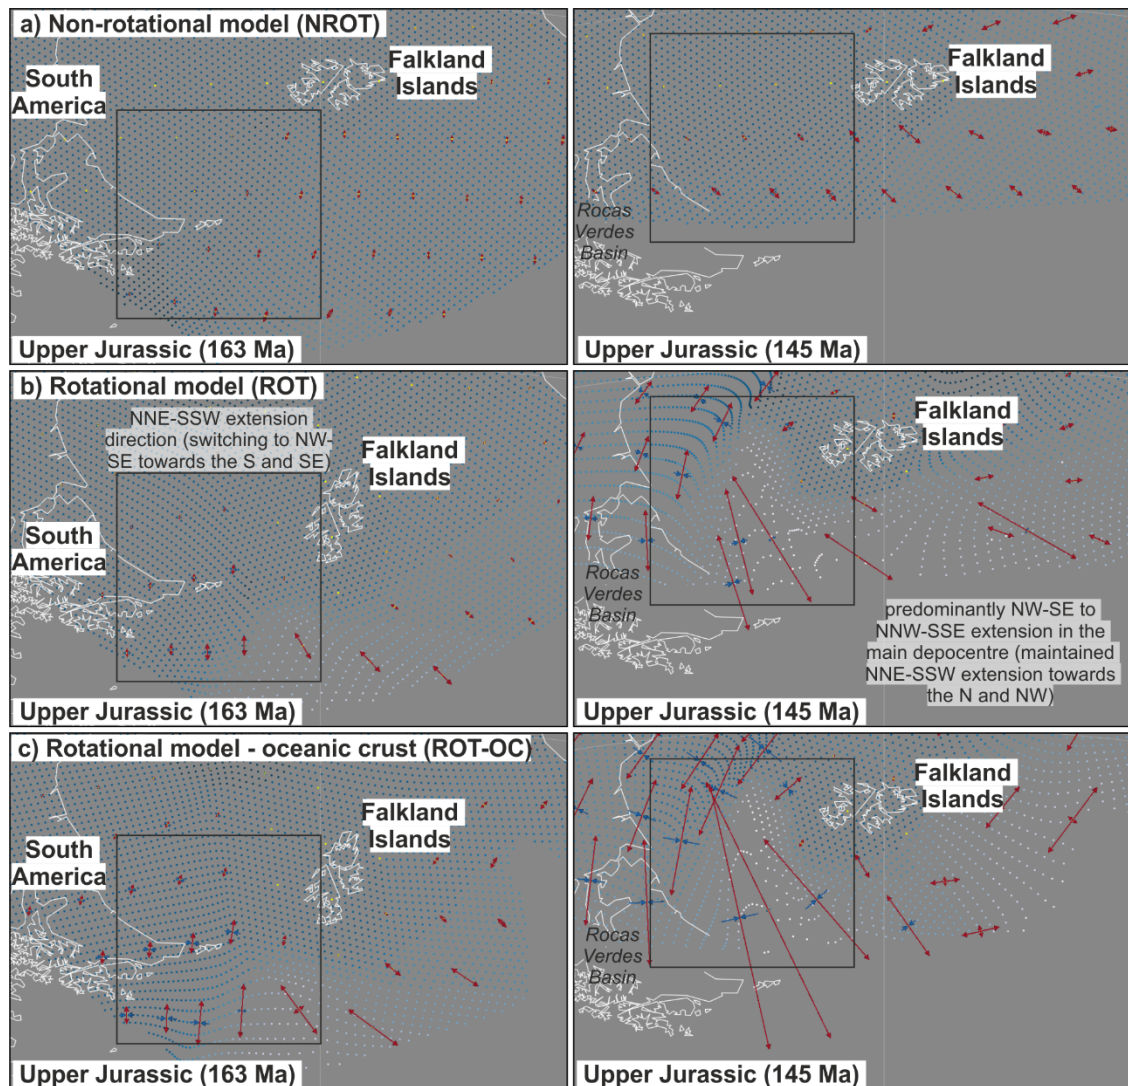 a) Non-rotational model (NROT)
South
America
Falkland
Islands
Upper Jurassic (163 Ma)
Falkland
Islands
Rocas
Verdes
Basin
Upper Jurassic (145 Ma)
b) Rotational model (ROT)
NNE-SSW extension
direction (switching to NW-
SE towards the S and SE)
Falkland
Islands
South
America
Upper Jurassic (163 Ma)
Falkland
Islands
Rocas
Verdes
Basin
predominantly NW-SE to
NNW-SSE extension in the
main depocentre (maintained
NNE-SSW extension towards
the N and NW)
Upper Jurassic (145 Ma)
c) Rotational model - oceanic crust (ROT-OC)
Falkland
Islands
South
America
Upper Jurassic (163 Ma)
Falkland
Islands
Rocas
Verdes
Basin
Upper Jurassic (145 Ma)